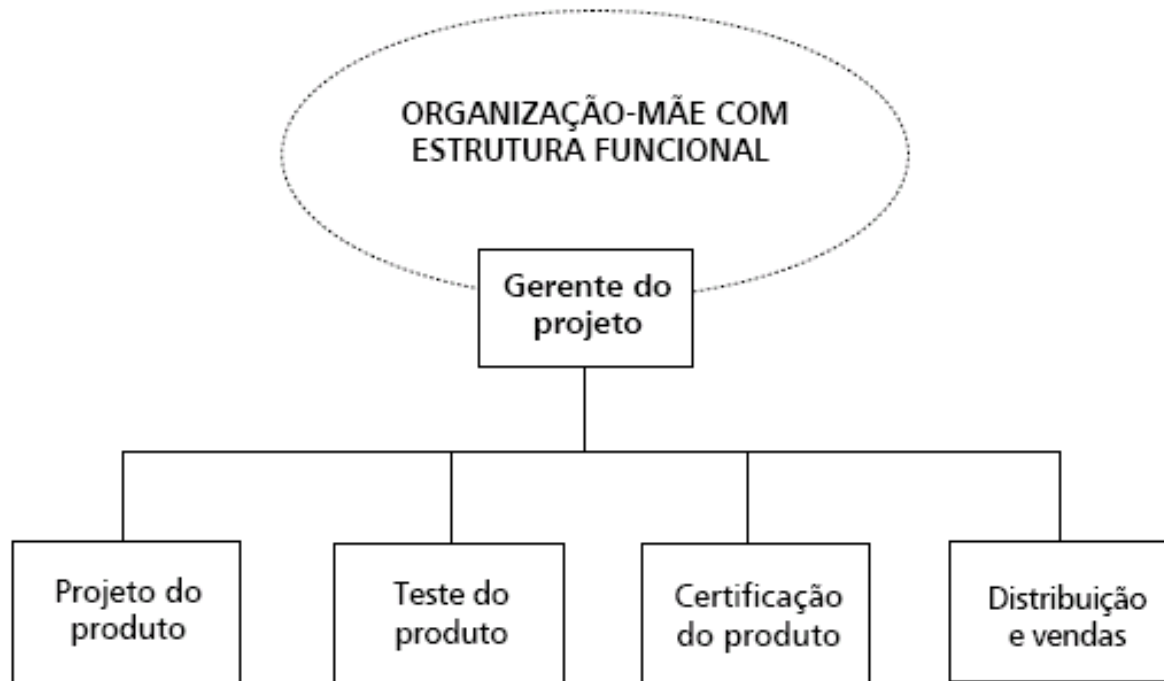 ORGANIZAÇÃO-MÃE COM
ESTRUTURA FUNCIONAL
Gerente do
projeto
Projeto do
produto
Teste do
produto
Certificação
do produto
Distribuição
e vendas